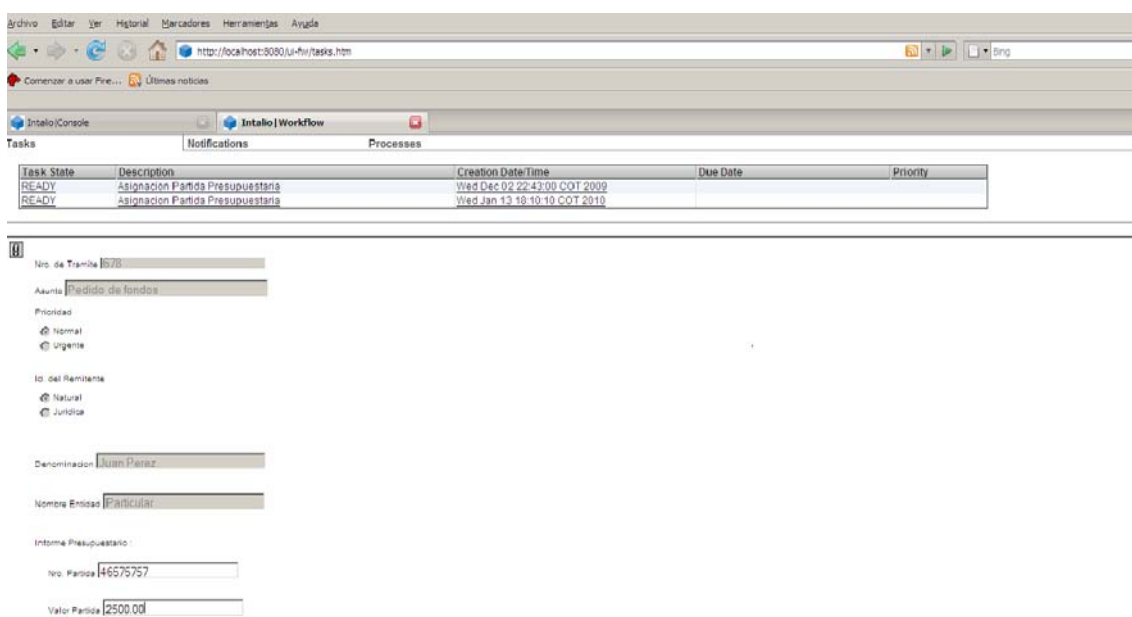 Archivo Editar Ver Historial Marcadores Herramientas Ayuda
http://localhost:8080/ui-fw/tasks.htm Bing
Comenzar a usar Fire... Últimas noticias
Intalio|Console Intalio|Workflow
Tasks Notifications Processes
Task State Description Creation Date/Time Due Date Priority
READY Asignacion Partida Presupuestaria Wed Dec 02 22:43:00 COT 2009
READY Asignacion Partida Presupuestaria Wed Jan 13 18:10:10 COT 2010
Nro. de Tramite 678
Asunto Pedido de fondos
Prioridad
Normal
Urgente
Id. del Remitente
Natural
Juridica
Denominacion Juan Perez
Nombre Entidad Particular
Informe Presupuestario :
Nro. Partida 46575757
Valor Partida 2500.00